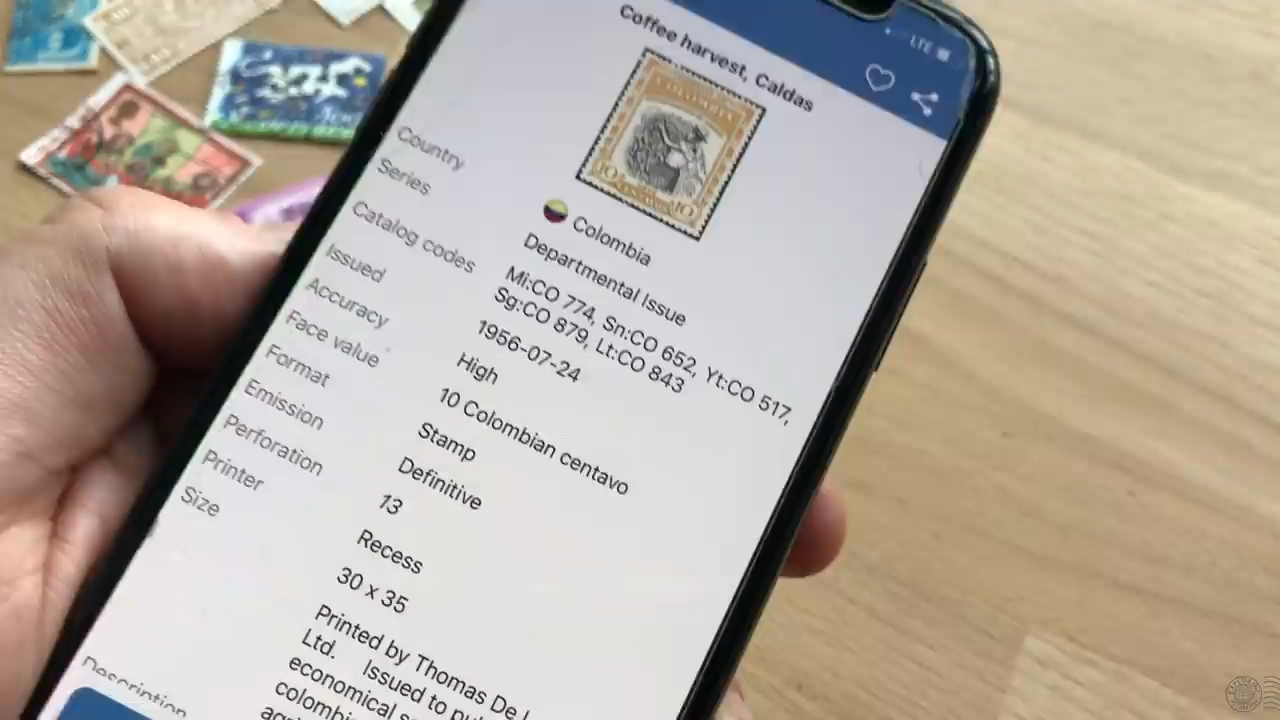 LTE
Coffee harvest, Caldas
COLOMBIA
10
10
Country
Colombia
Series
Departmental Issue
Catalog codes
Mi:CO 774, Sn:CO 652, Yt:CO 517,
Sg:CO 879, Lt:CO 843
Issued
1956-07-24
Accuracy
High
Face value
10 Colombian centavo
Format
Stamp
Emission
Definitive
Perforation
13
Printer
Recess
Size
30 x 35
Description
Printed by Thomas De L
Ltd. Issued to pu
economical s
colombi
agri